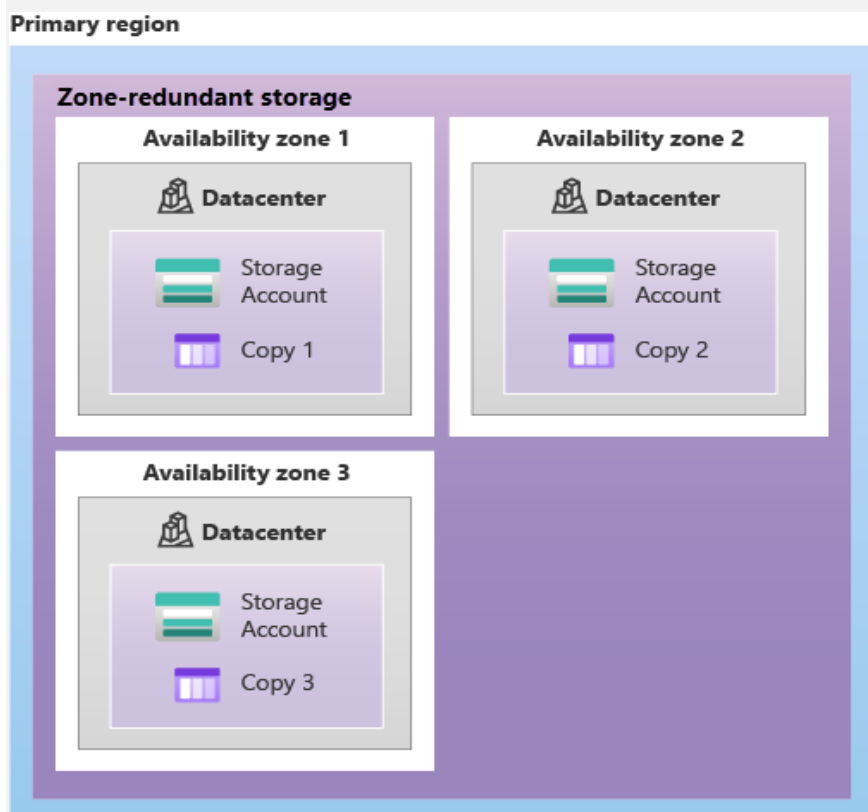 Primary region
Zone-redundant storage
Availability zone 1
Datacenter
Storage
Account
Copy 1
Availability zone 2
Datacenter
Storage
Account
Copy 2
Availability zone 3
Datacenter
Storage
Account
Copy 3